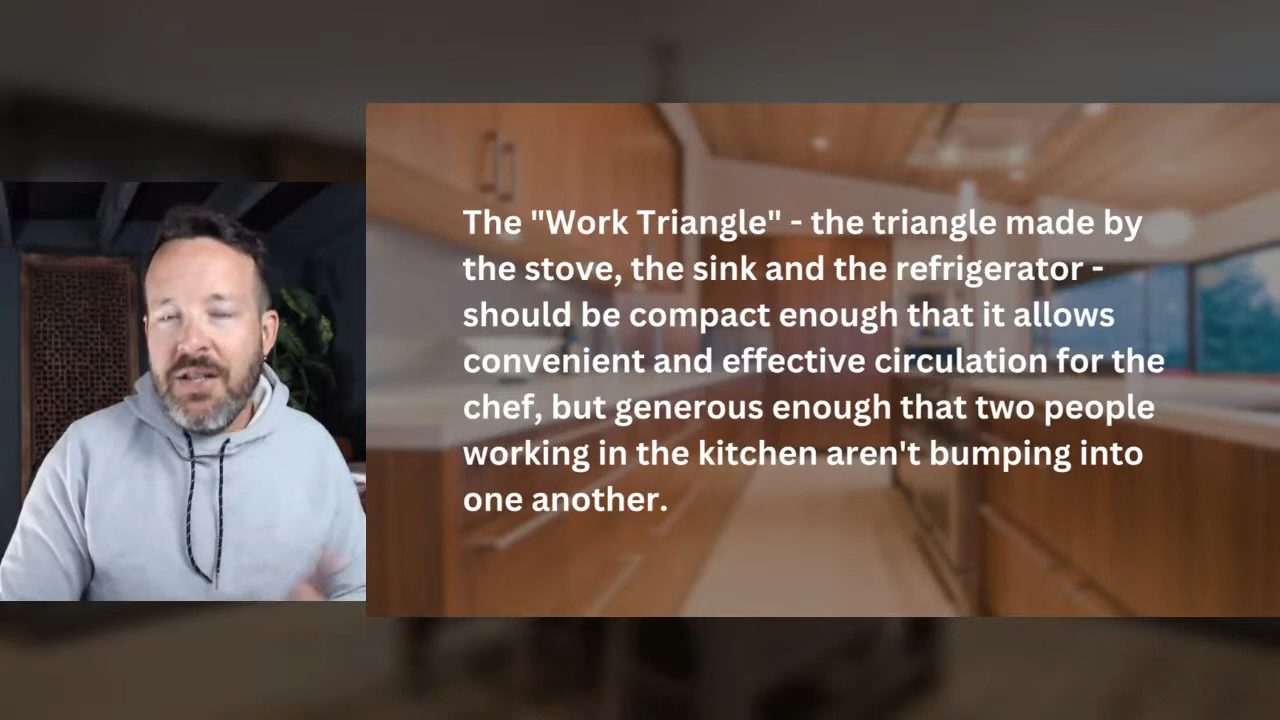 The "Work Triangle" - the triangle made by
the stove, the sink and the refrigerator -
should be compact enough that it allows
convenient and effective circulation for the
chef, but generous enough that two people
working in the kitchen aren't bumping into
one another.